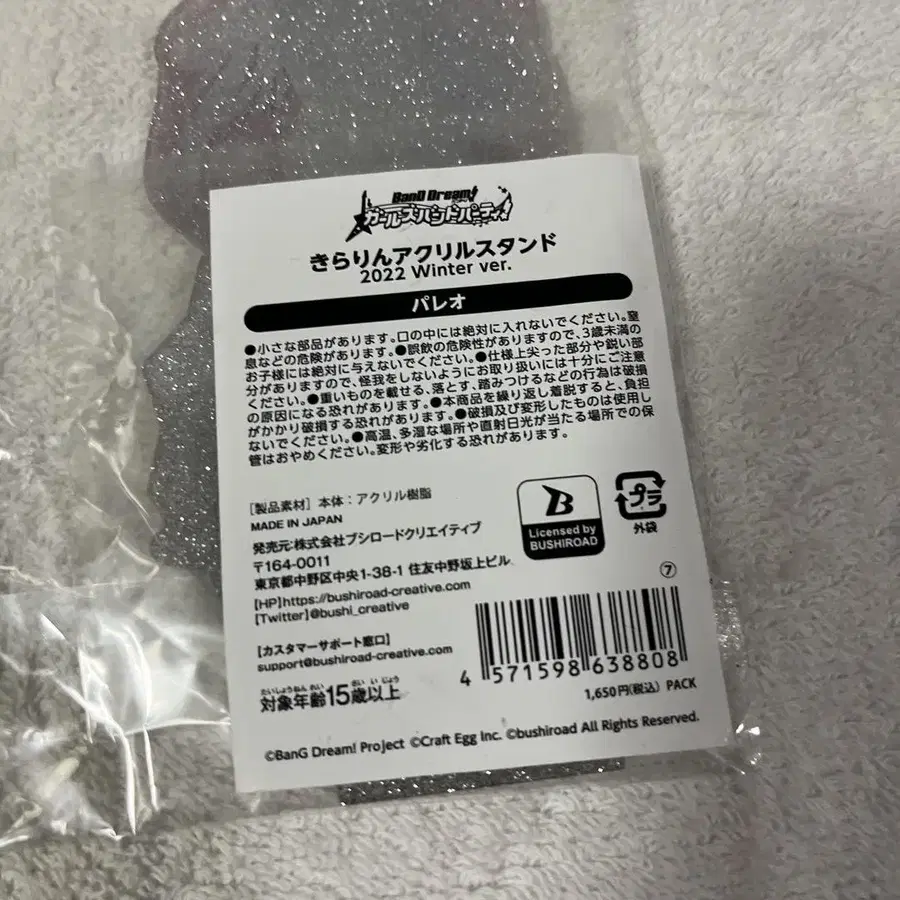 BanG Dream!
ガールズバンドパーティ!
きらりんアクリルスタンド
2022 Winter ver.
パレオ
●小さな部品があります。口の中には絶対に入れないでください。窒
息などの危険があります。●誤飲の危険性がありますので、3歳未満の
お子様には絶対に与えないでください。●仕様上尖った部分や鋭い部
分がありますので、怪我をしないようにお取り扱いには十分にご注意
ください。●重いものを載せる、落とす、踏みつけるなどの行為は破損
の原因になる恐れがあります。●本商品を繰り返し着脱すると、負担
がかかり破損する恐れがあります。●破損及び変形したものは使用し
ないでください。●高温、多湿な場所や直射日光が当たる場所での保
管はおやめください。変形や劣化する恐れがあります。
[製品素材] 本体：アクリル樹脂
MADE IN JAPAN
発売元:株式会社ブシロードクリエイティブ
〒164-0011
東京都中野区中央1-38-1 住友中野坂上ビル
[HP]https://bushiroad-creative.com
[Twitter]@bushi_creative
【カスタマーサポート窓口】
support@bushiroad-creative.com
たいしょうねんれい さい いじょう
対象年齢15歳以上
B
Licensed by
BUSHIROAD
プラ
外袋
⑦
4 571598 638808
1,650円(税込) PACK
©BanG Dream! Project ©Craft Egg Inc. ©bushiroad All Rights Reserved.